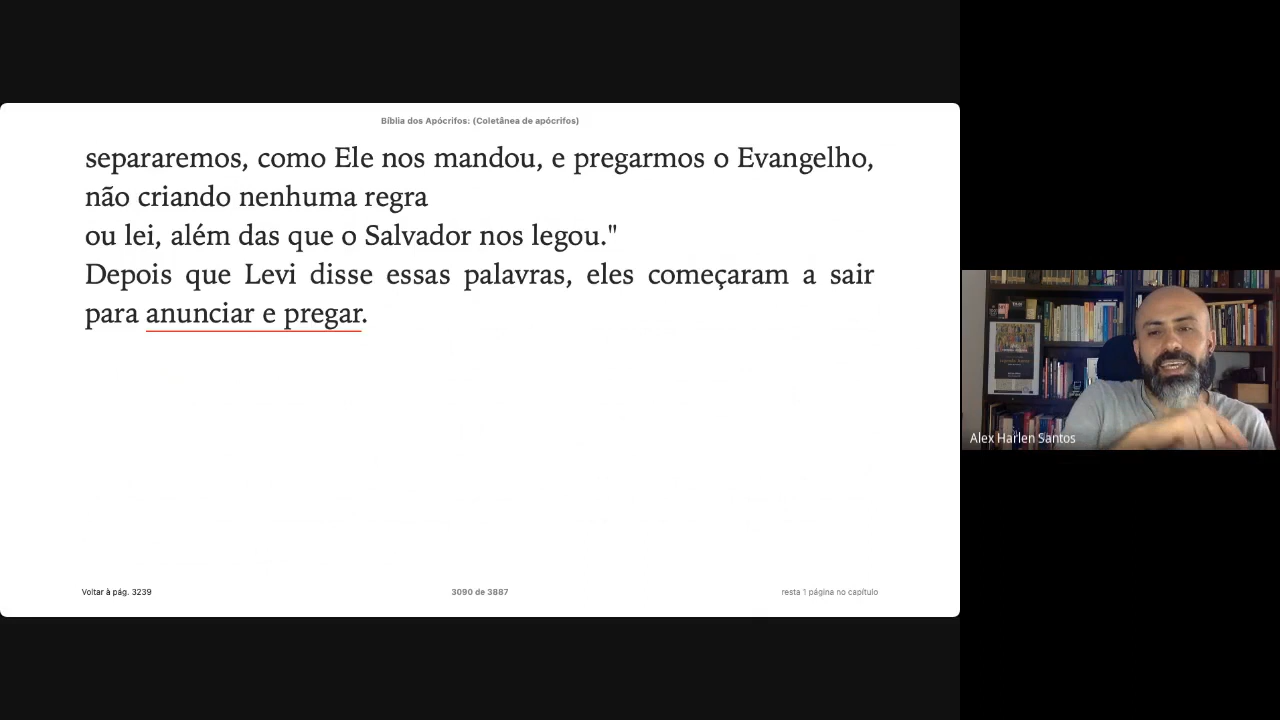 Bíblia dos Apócrifos: (Coletânea de apócrifos)
separaremos, como Ele nos mandou, e pregarmos o Evangelho,
não criando nenhuma regra
ou lei, além das que o Salvador nos legou."
Depois que Levi disse essas palavras, eles começaram a sair
para anunciar e pregar.
Voltar à pág. 3239
3090 de 3887
resta 1 página no capítulo
Alex Harlen Santos